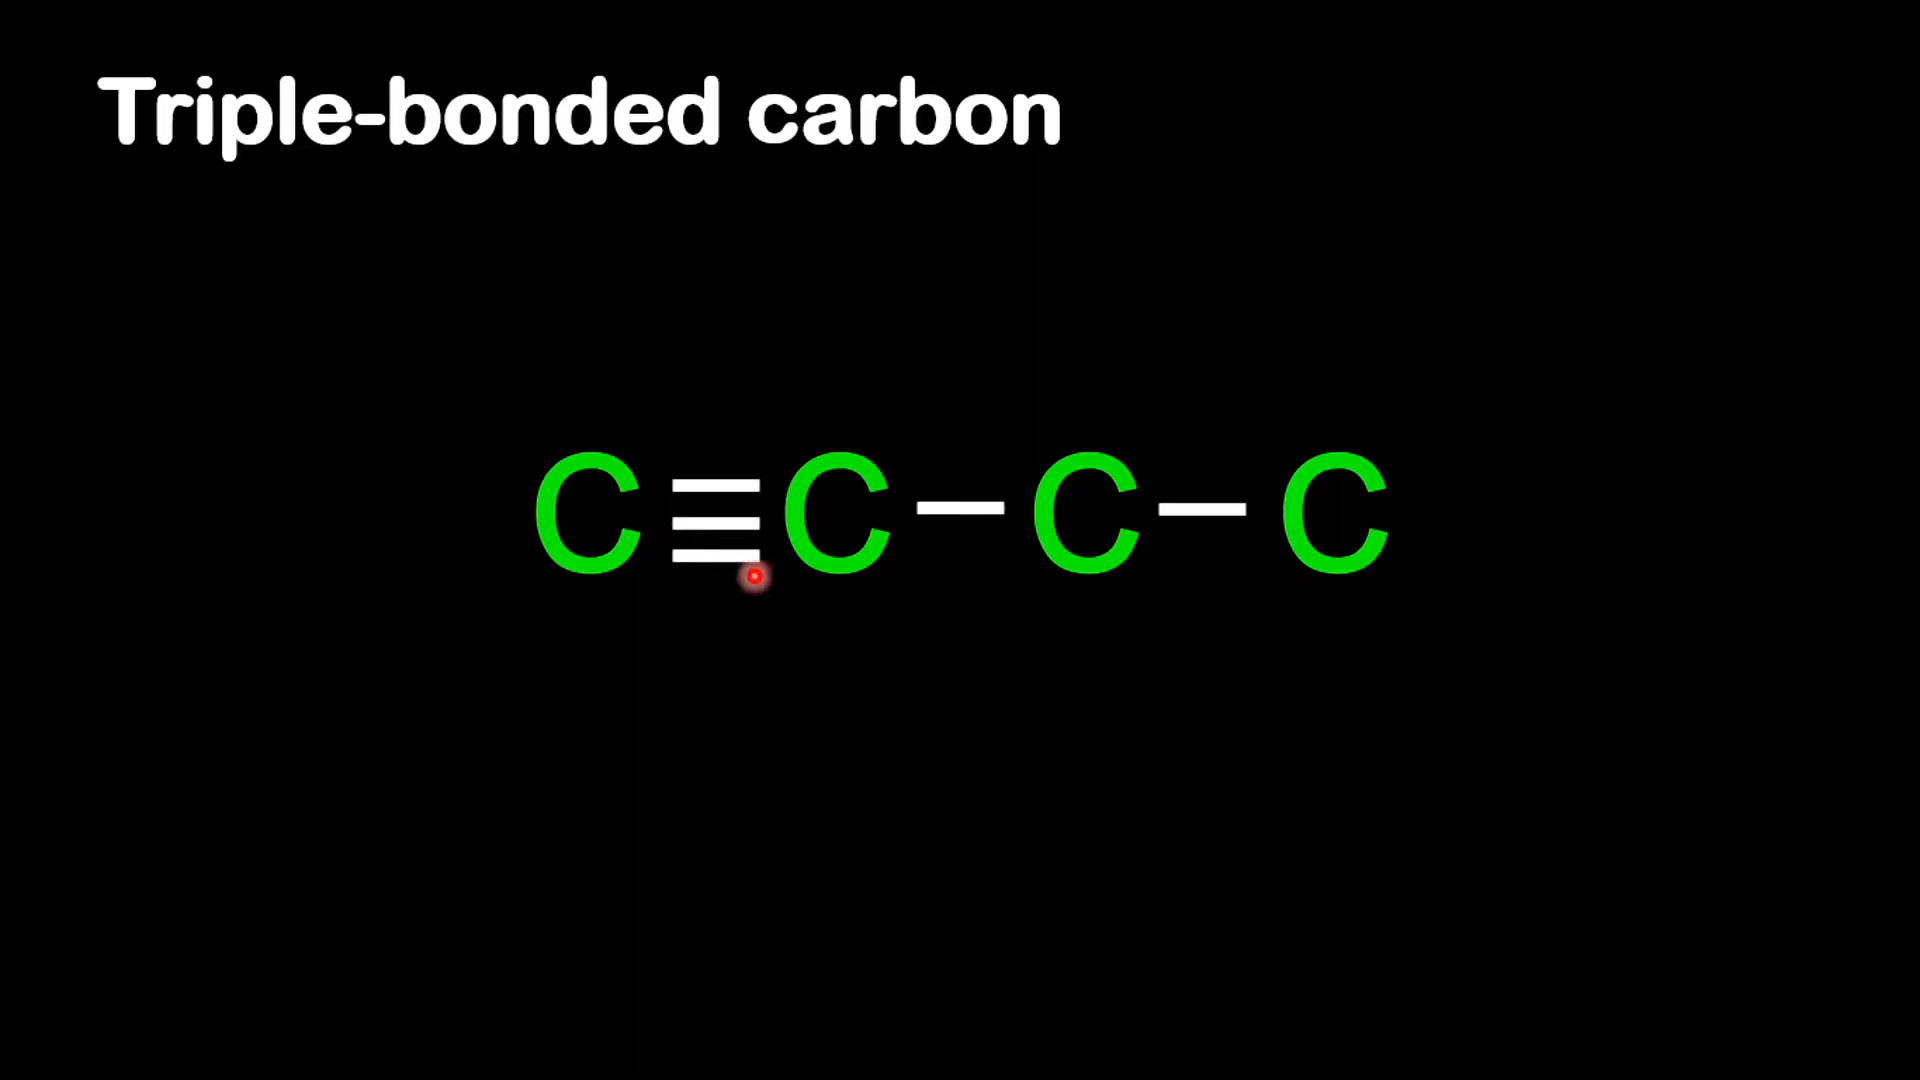 Triple-bonded carbon
C ≡ C — C — C